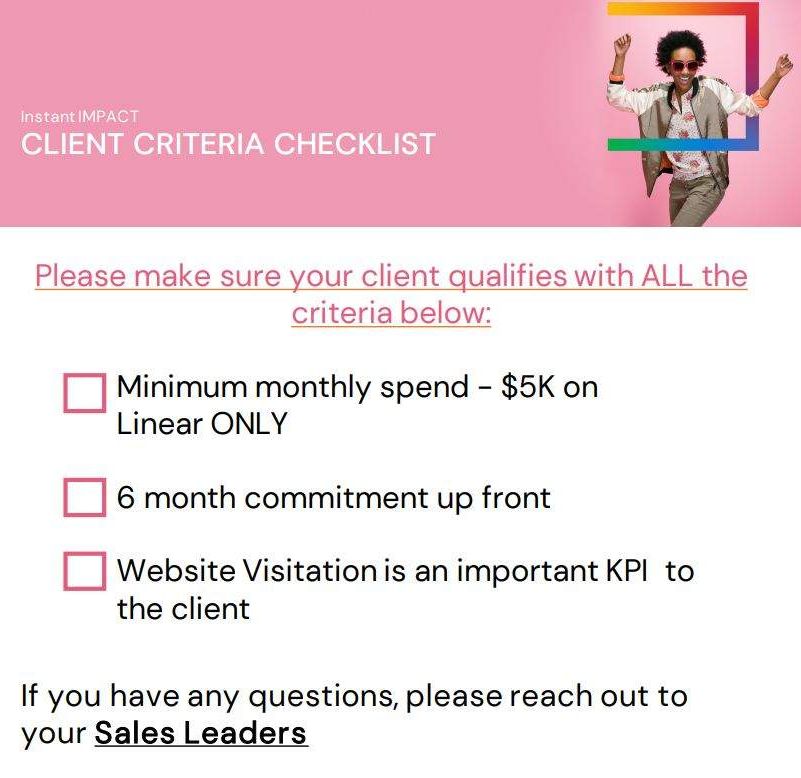 Instant IMPACT
CLIENT CRITERIA CHECKLIST
Please make sure your client qualifies with ALL the
criteria below:
Minimum monthly spend – $5K on
Linear ONLY
6 month commitment up front
Website Visitation is an important KPI to
the client
If you have any questions, please reach out to
your Sales Leaders